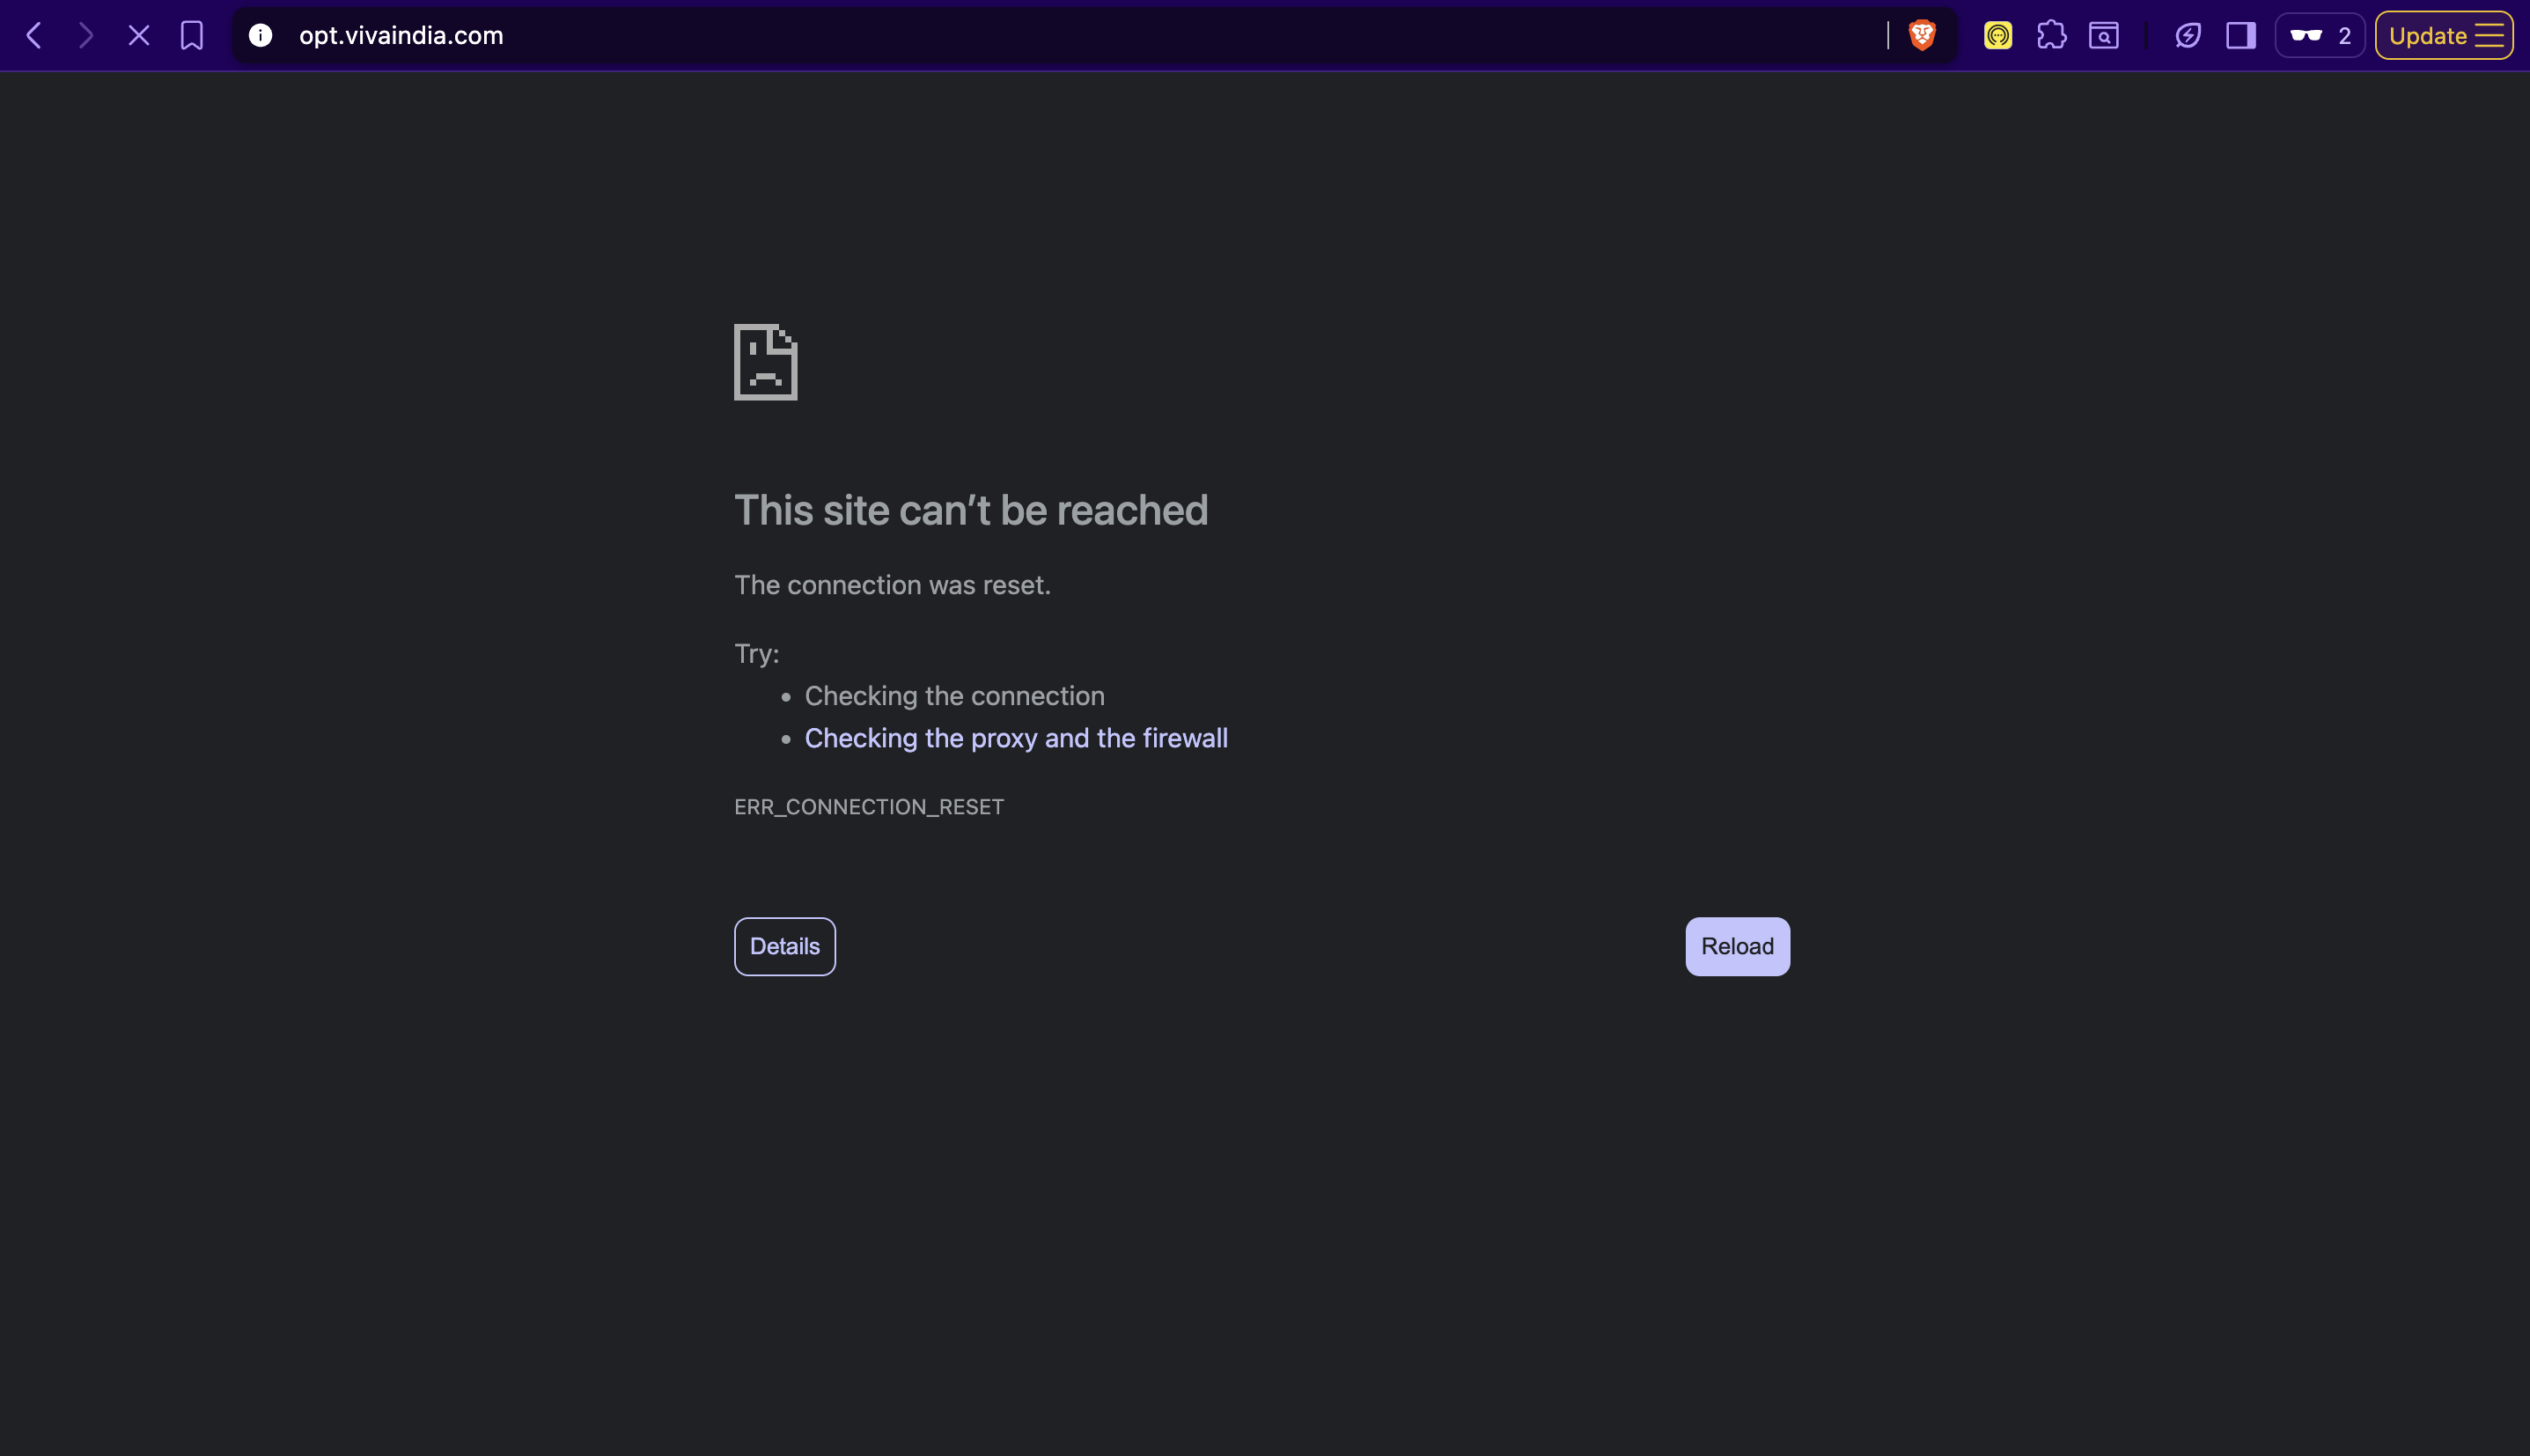 opt.vivaindia.com
2
Update
This site can’t be reached
The connection was reset.
Try:
• Checking the connection
• Checking the proxy and the firewall
ERR_CONNECTION_RESET
Details
Reload